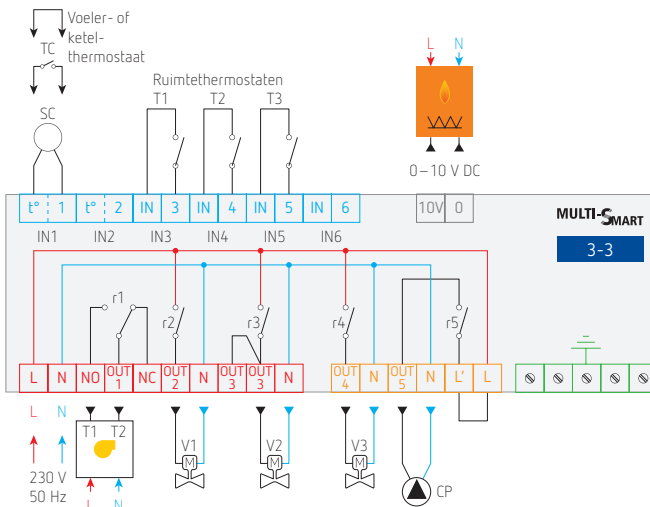 Voeler- of
ketel-
thermostaat
TC
SC
Ruimtethermostaten
T1 T2 T3
L N
0–10 V DC
t° 1 t° 2 IN 3 IN 4 IN 5 IN 6 10V 0
IN1 IN2 IN3 IN4 IN5 IN6
MULTI-SMART
3-3
r1 r2 r3 r4 r5
L N NO OUT 1 NC OUT 2 N OUT 3 OUT 3 N OUT 4 N OUT 5 N L' L
L N
T1 T2
V1 V2 V3
M M M
CP
230 V
50 Hz
L N